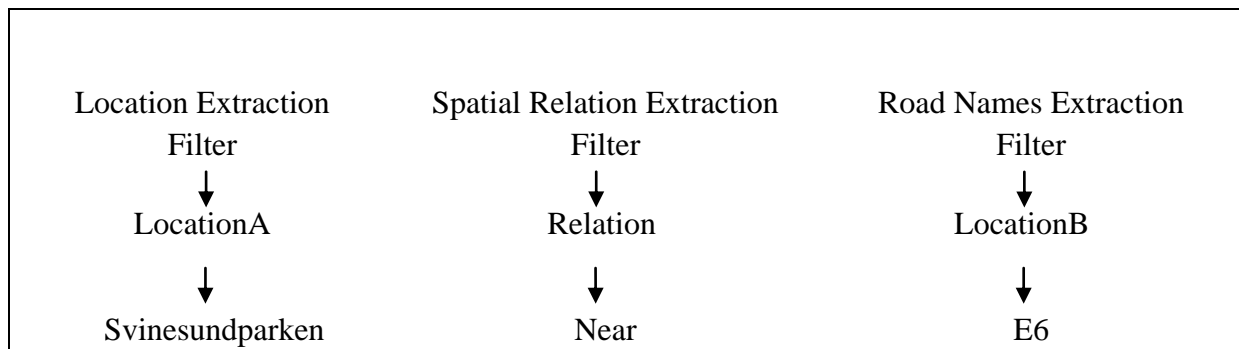 Location Extraction Spatial Relation Extraction Road Names Extraction
Filter Filter Filter
LocationA Relation LocationB
Svinesundparken Near E6